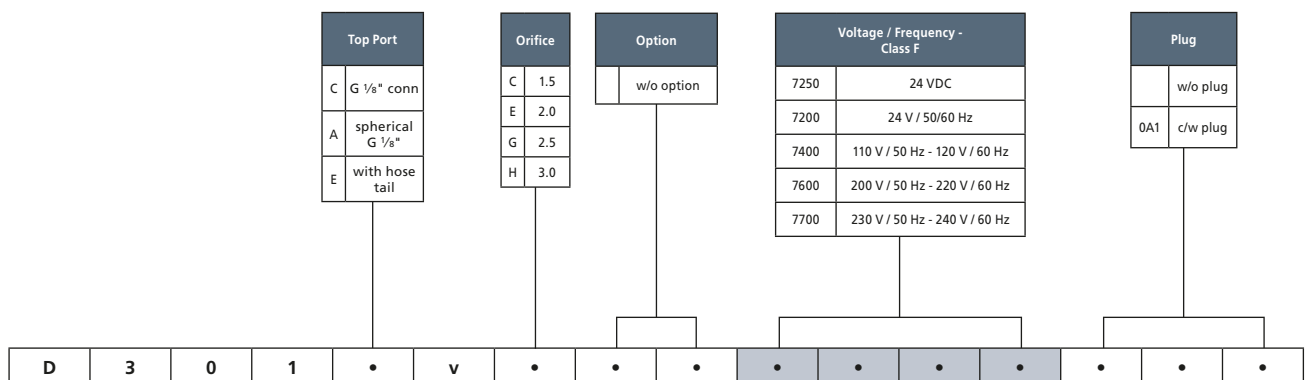 Top Port
C G 1/8" conn
A spherical
G 1/8"
E with hose
tail
Orifice
C 1.5
E 2.0
G 2.5
H 3.0
Option
w/o option
Voltage / Frequency -
Class F
7250 24 VDC
7200 24 V / 50/60 Hz
7400 110 V / 50 Hz - 120 V / 60 Hz
7600 200 V / 50 Hz - 220 V / 60 Hz
7700 230 V / 50 Hz - 240 V / 60 Hz
Plug
w/o plug
0A1 c/w plug
D 3 0 1 • v • • • • • • • • • •